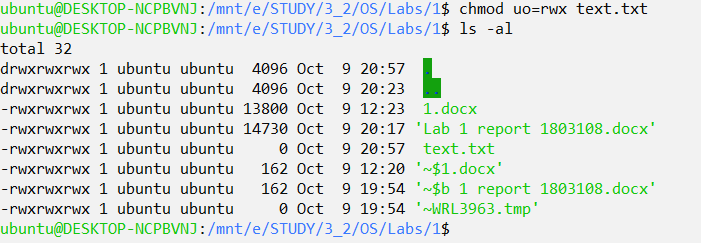 ubuntu@DESKTOP-NCPBVNJ:/mnt/e/STUDY/3_2/OS/Labs/1$ chmod uo=rwx text.txt
ubuntu@DESKTOP-NCPBVNJ:/mnt/e/STUDY/3_2/OS/Labs/1$ ls -al
total 32
drwxrwxrwx 1 ubuntu ubuntu  4096 Oct  9 20:57 .
drwxrwxrwx 1 ubuntu ubuntu  4096 Oct  9 20:23 ..
-rwxrwxrwx 1 ubuntu ubuntu 13800 Oct  9 12:23 1.docx
-rwxrwxrwx 1 ubuntu ubuntu 14730 Oct  9 20:17 'Lab 1 report 1803108.docx'
-rwxrwxrwx 1 ubuntu ubuntu     0 Oct  9 20:57 text.txt
-rwxrwxrwx 1 ubuntu ubuntu   162 Oct  9 12:20 '~$1.docx'
-rwxrwxrwx 1 ubuntu ubuntu   162 Oct  9 19:54 '~$b 1 report 1803108.docx'
-rwxrwxrwx 1 ubuntu ubuntu     0 Oct  9 19:54 '~WRL3963.tmp'
ubuntu@DESKTOP-NCPBVNJ:/mnt/e/STUDY/3_2/OS/Labs/1$